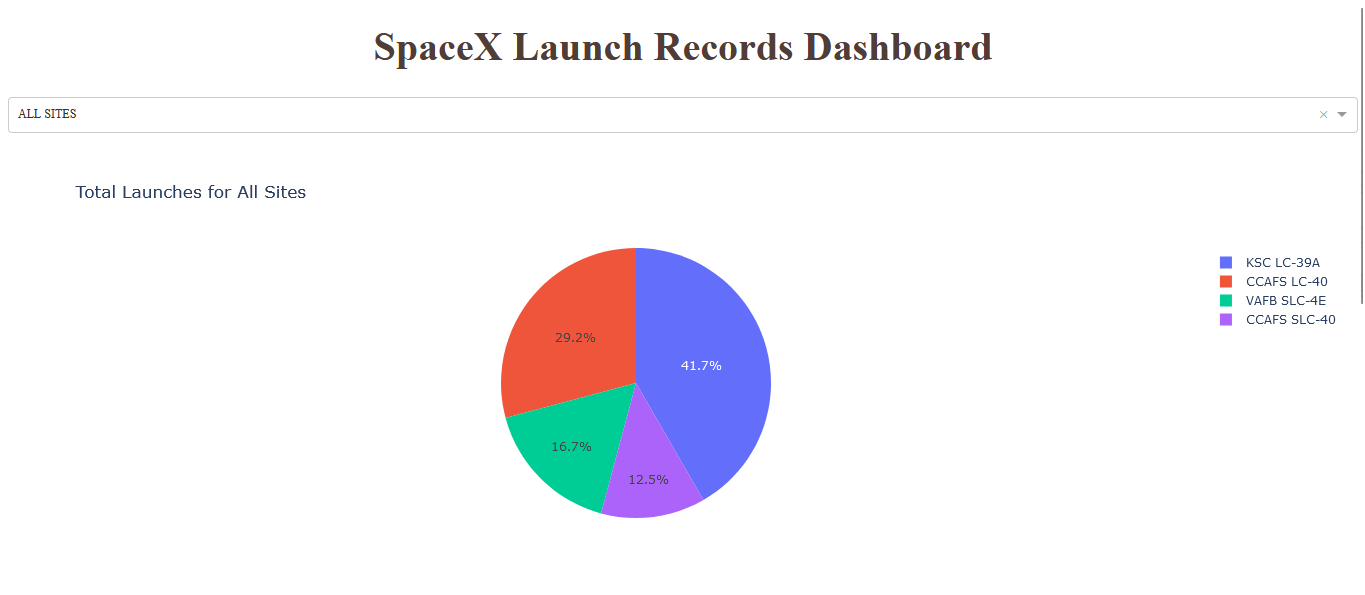 SpaceX Launch Records Dashboard
ALL SITES
Total Launches for All Sites
KSC LC-39A
CCAFS LC-40
VAFB SLC-4E
CCAFS SLC-40
29.2%
41.7%
16.7%
12.5%